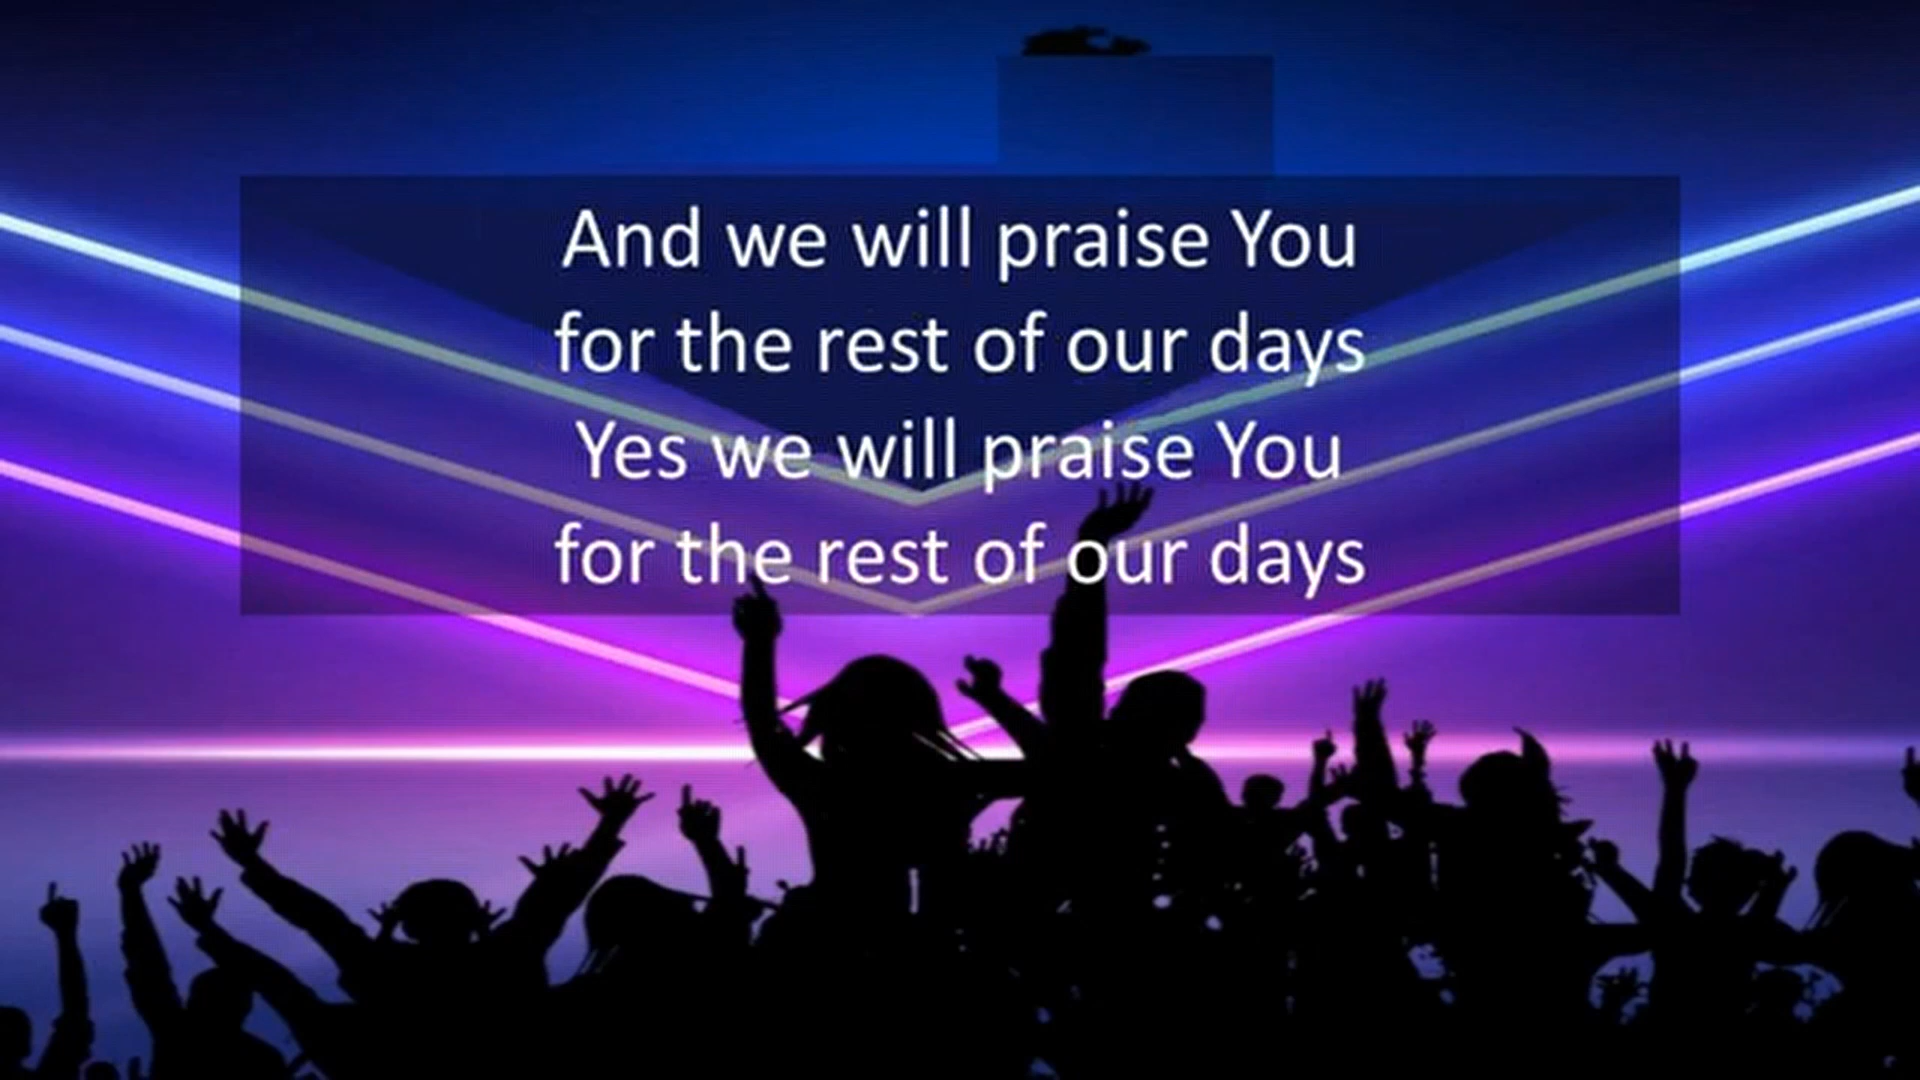 And we will praise You
for the rest of our days
Yes we will praise You
for the rest of our days